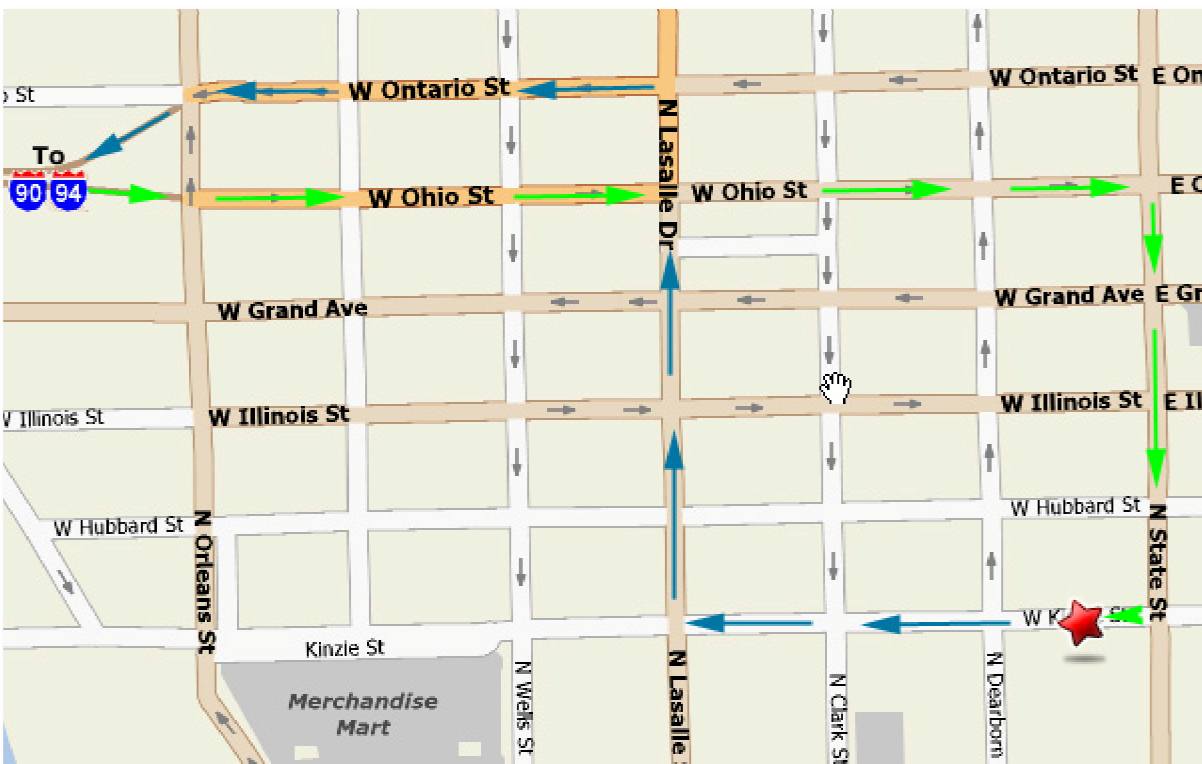 W Ontario St
W Ontario St
E On
o St
To
90 94
W Ohio St
W Ohio St
E O
N Lasalle Dr
W Grand Ave
W Grand Ave
E Gr
W Illinois St
W Illinois St
W Illinois St
E Il
W Hubbard St
W Hubbard St
N Orleans St
N State St
W K St
Kinzie St
Merchandise
Mart
N Wells St
N Lasalle
N Clark St
N Dearborn